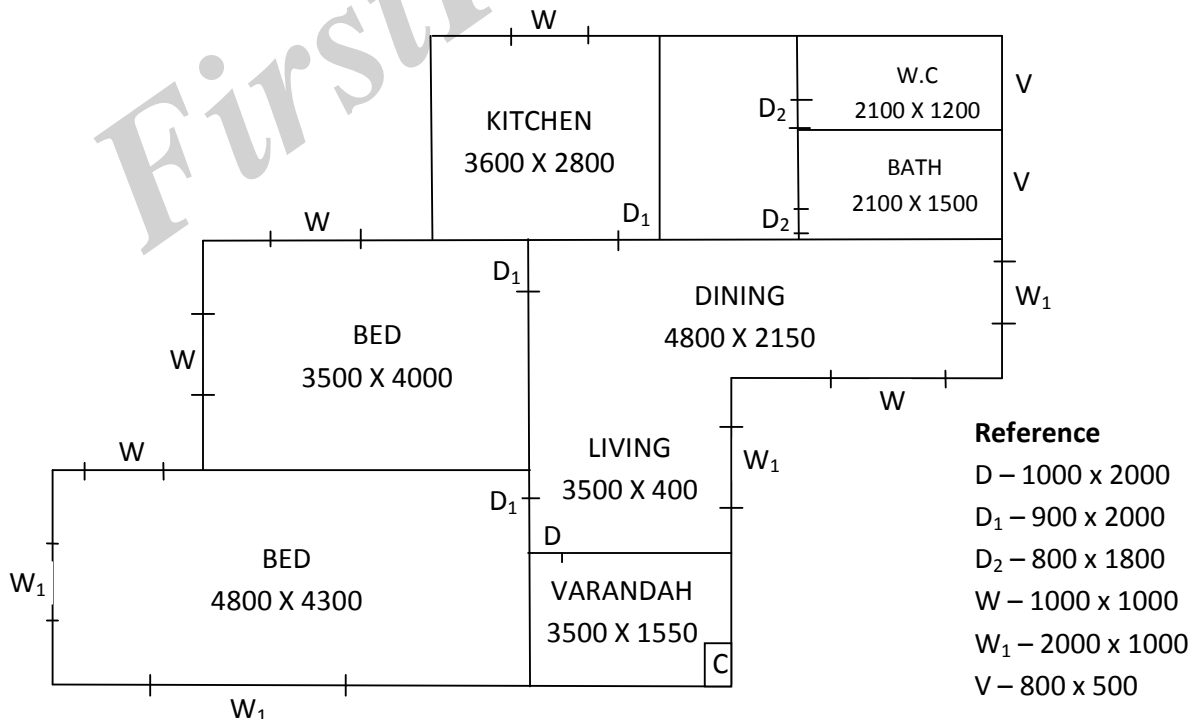 W
KITCHEN
3600 X 2800
D₁
W.C
2100 X 1200
D₂
V
BATH
2100 X 1500
D₂
V
W
D₁
BED
3500 X 4000
W
DINING
4800 X 2150
W₁
W
W
LIVING
3500 X 400
W₁
D₁
D
BED
4800 X 4300
W₁
W₁
VARANDAH
3500 X 1550
C
Reference
D – 1000 x 2000
D₁ – 900 x 2000
D₂ – 800 x 1800
W – 1000 x 1000
W₁ – 2000 x 1000
V – 800 x 500